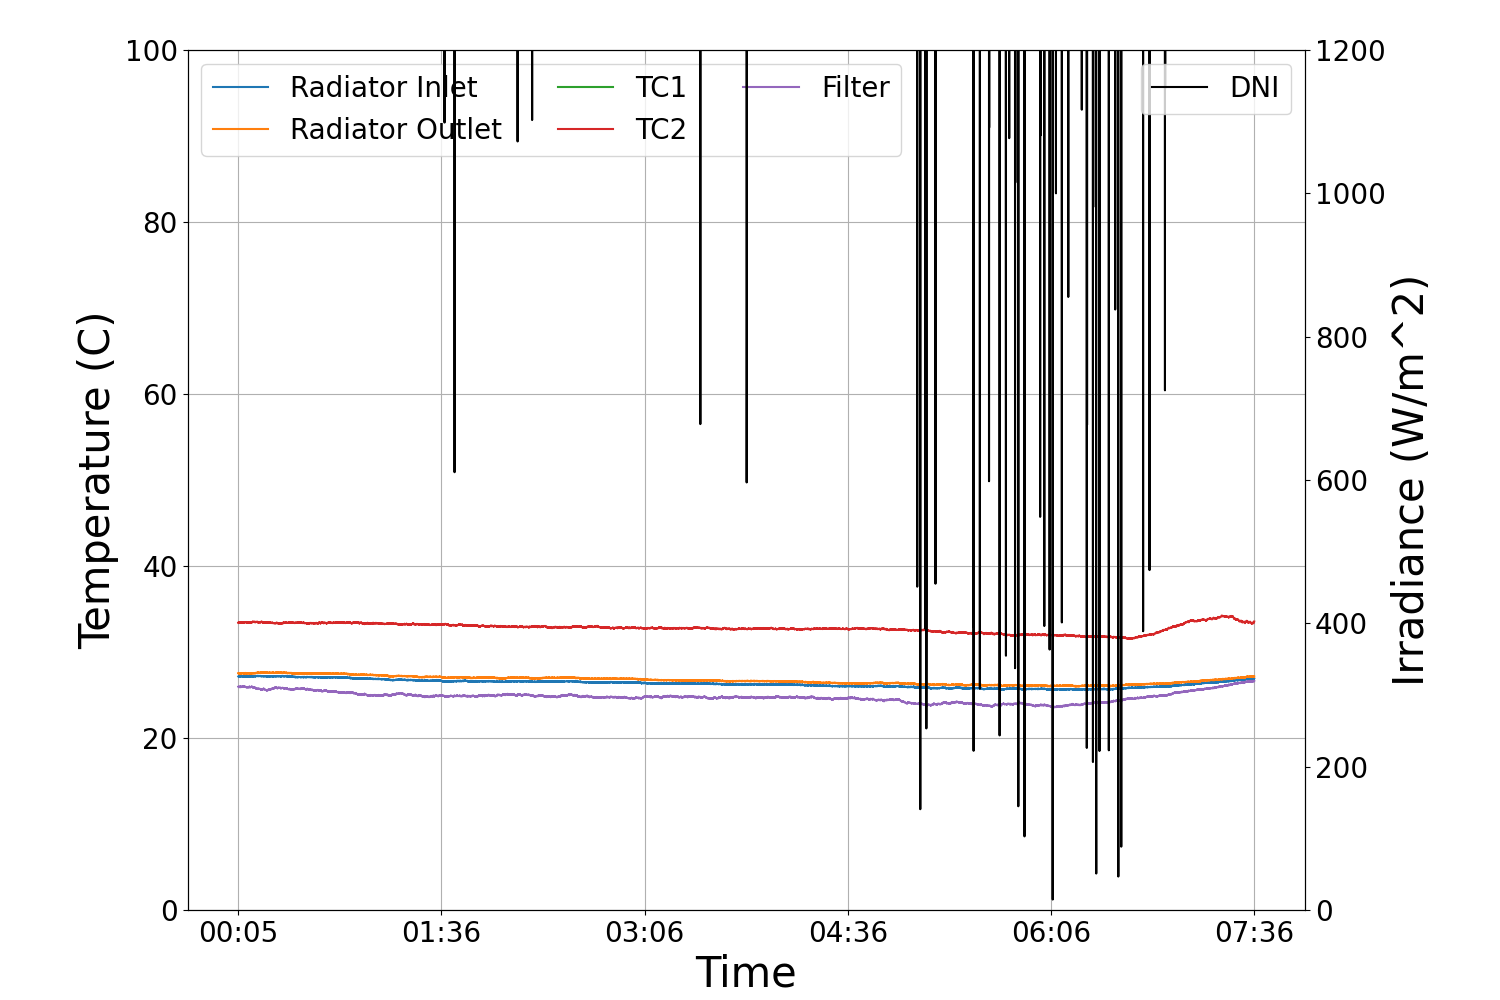 Radiator Inlet
Radiator Outlet
TC1
TC2
Filter
DNI
Temperature (C)
100
80
60
40
20
0
1200
1000
800
600
400
200
0
Irradiance (W/m^2)
00:05 01:36 03:06 04:36 06:06 07:36
Time